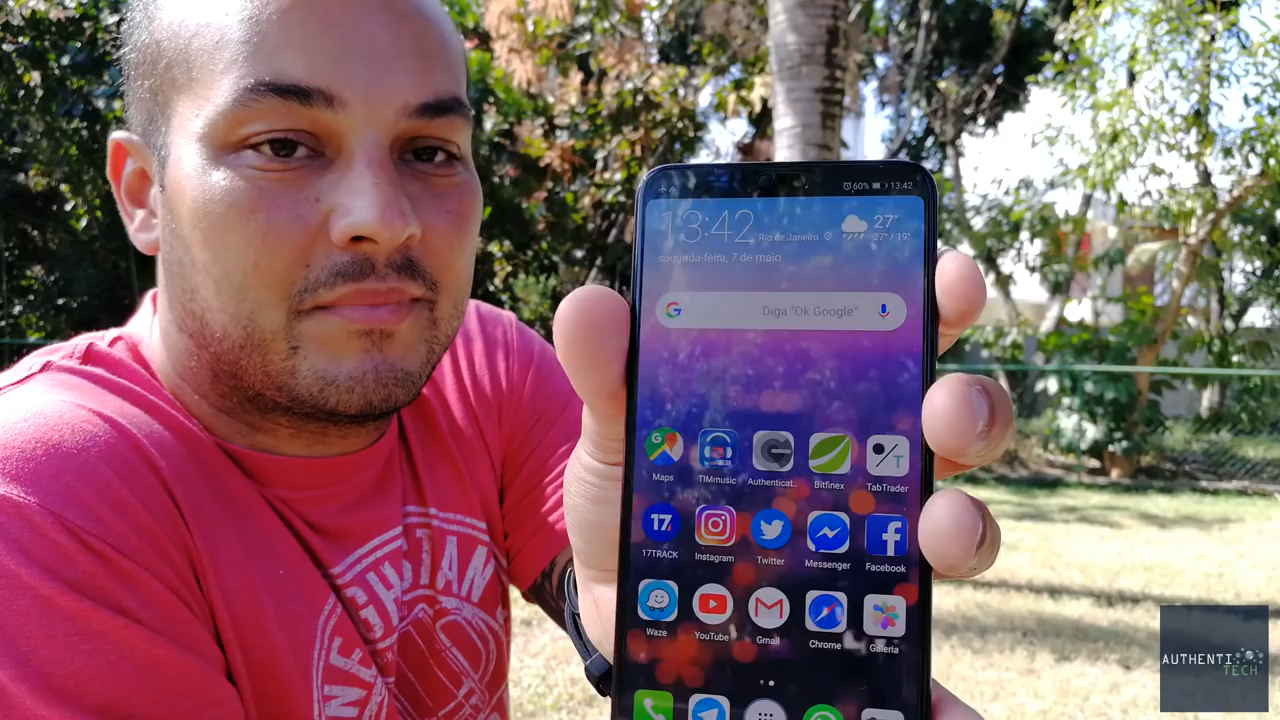 60% 13:42
13:42 Rio de Janeiro 27°
27° / 19°
segunda-feira, 7 de maio
G Diga "Ok Google"
Maps TIMmusic Authenticat.. Bitfinex TabTrader
17
17TRACK Instagram Twitter Messenger Facebook
Waze YouTube Gmail Chrome Galeria
AUTHENTI
TECH